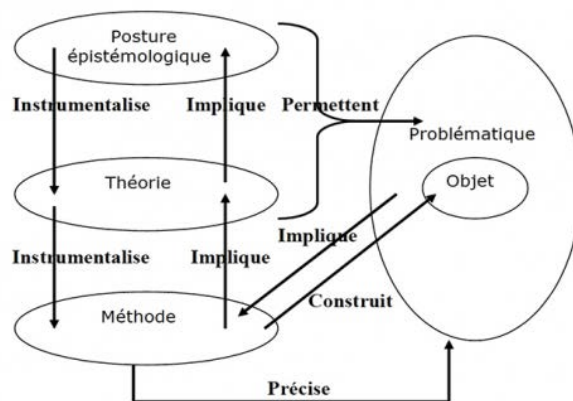 Posture
épistémologique
Instrumentalise
Implique
Permettent
Problématique
Théorie
Objet
Instrumentalise
Implique
Implique
Construit
Méthode
Précise